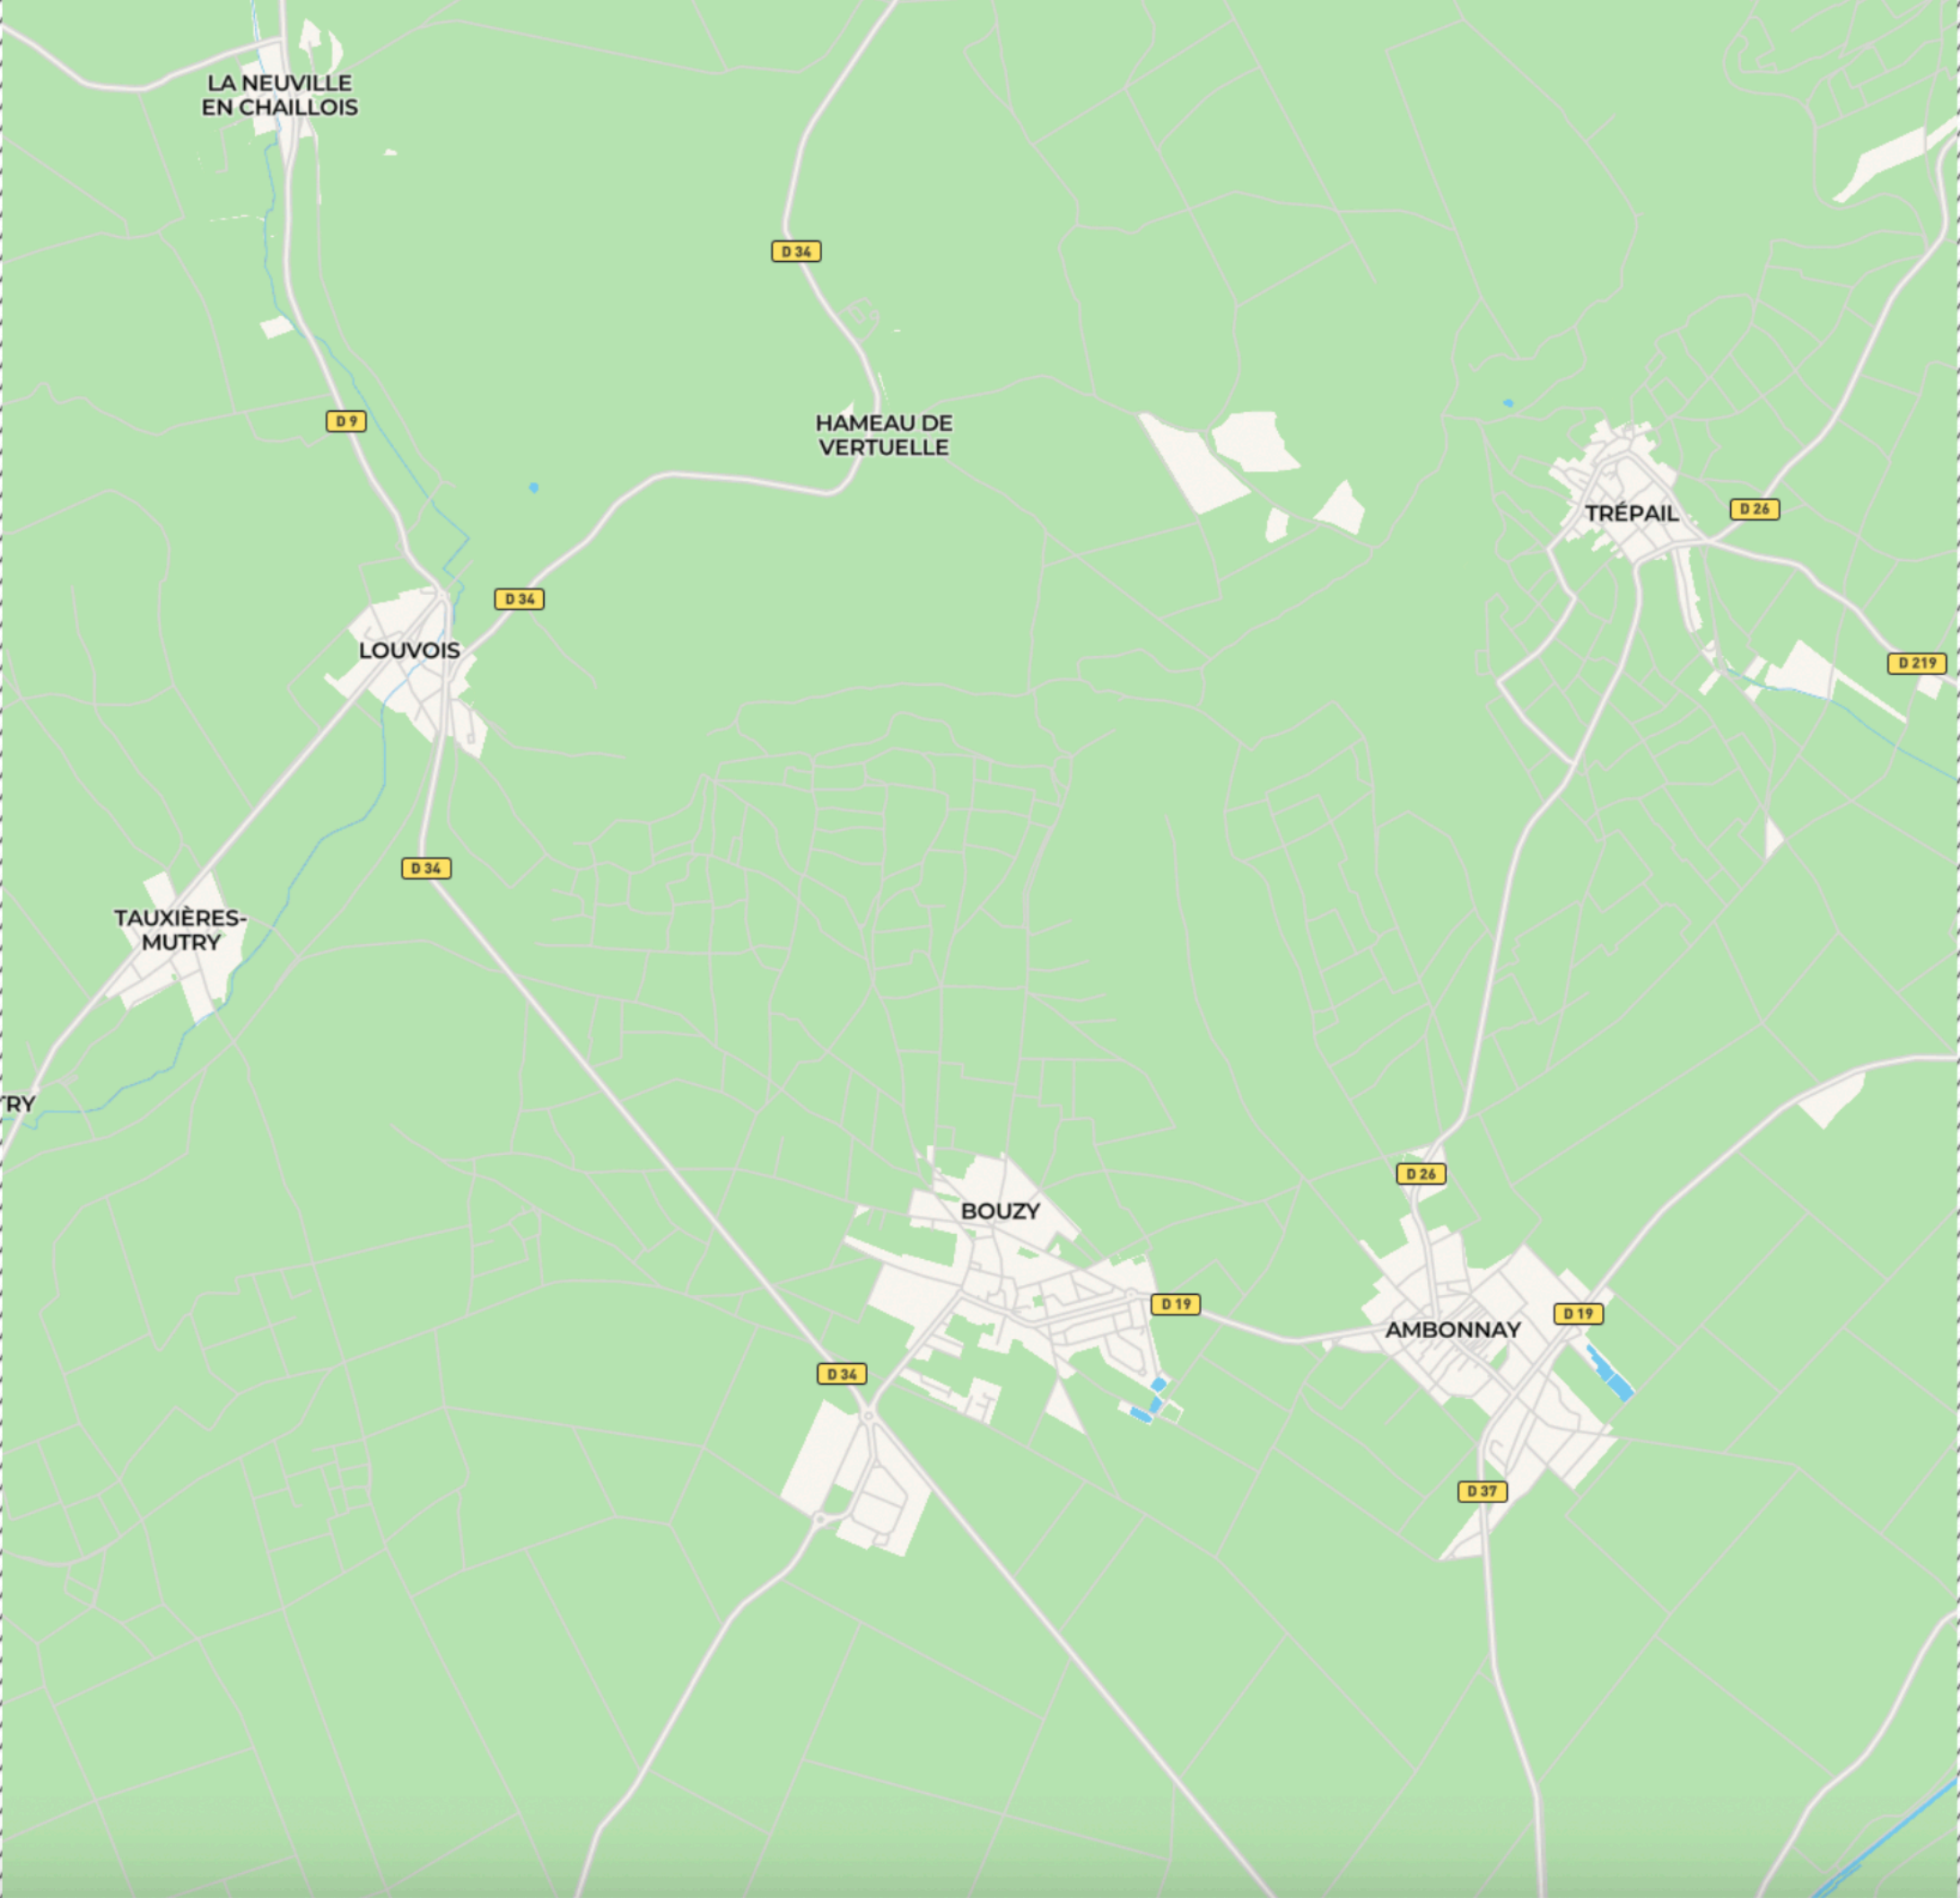 LA NEUVILLE
EN CHAILLOIS
D 34
D 9
HAMEAU DE
VERTUELLE
TRÉPAIL
D 26
D 34
LOUVOIS
D 219
D 34
TAUXIÈRES-
MUTRY
TRY
D 26
BOUZY
D 19
D 19
AMBONNAY
D 34
D 37